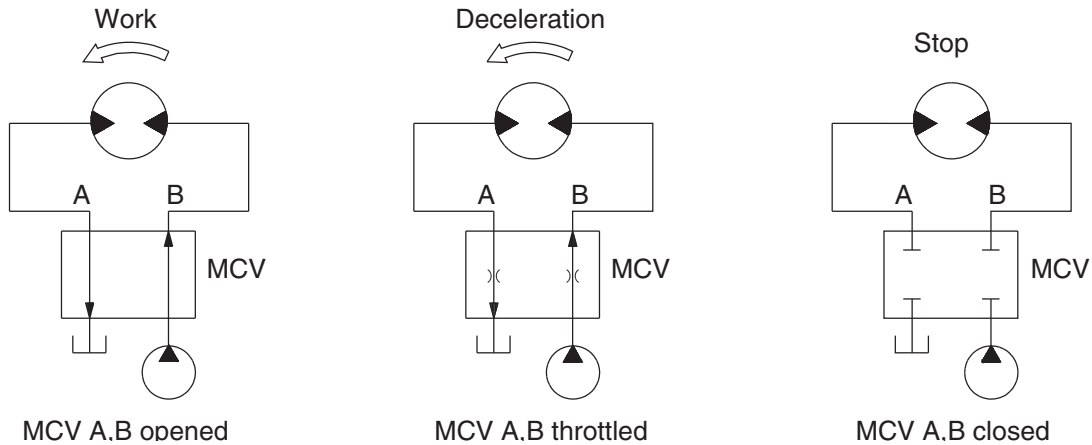 Work
Deceleration
Stop
A
B
MCV
A
B
MCV
A
B
MCV
MCV A,B opened
MCV A,B throttled
MCV A,B closed